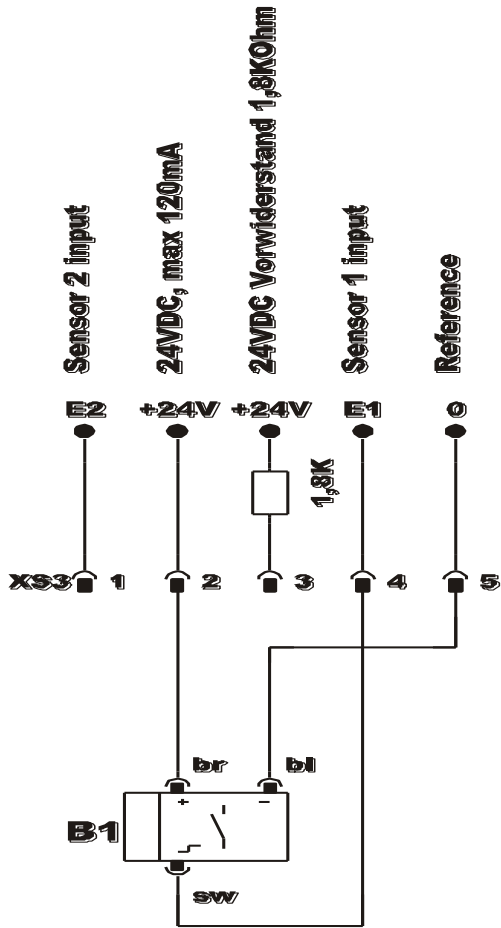 Sensor 2 input
24VDC, max 120mA
24VDC Vorwiderstand 1,8KOhm
Sensor 1 input
Reference
E2 +24V +24V E1 0
1,8K
XS3 1 2 3 4 5
br bl
+ −
B1
sw